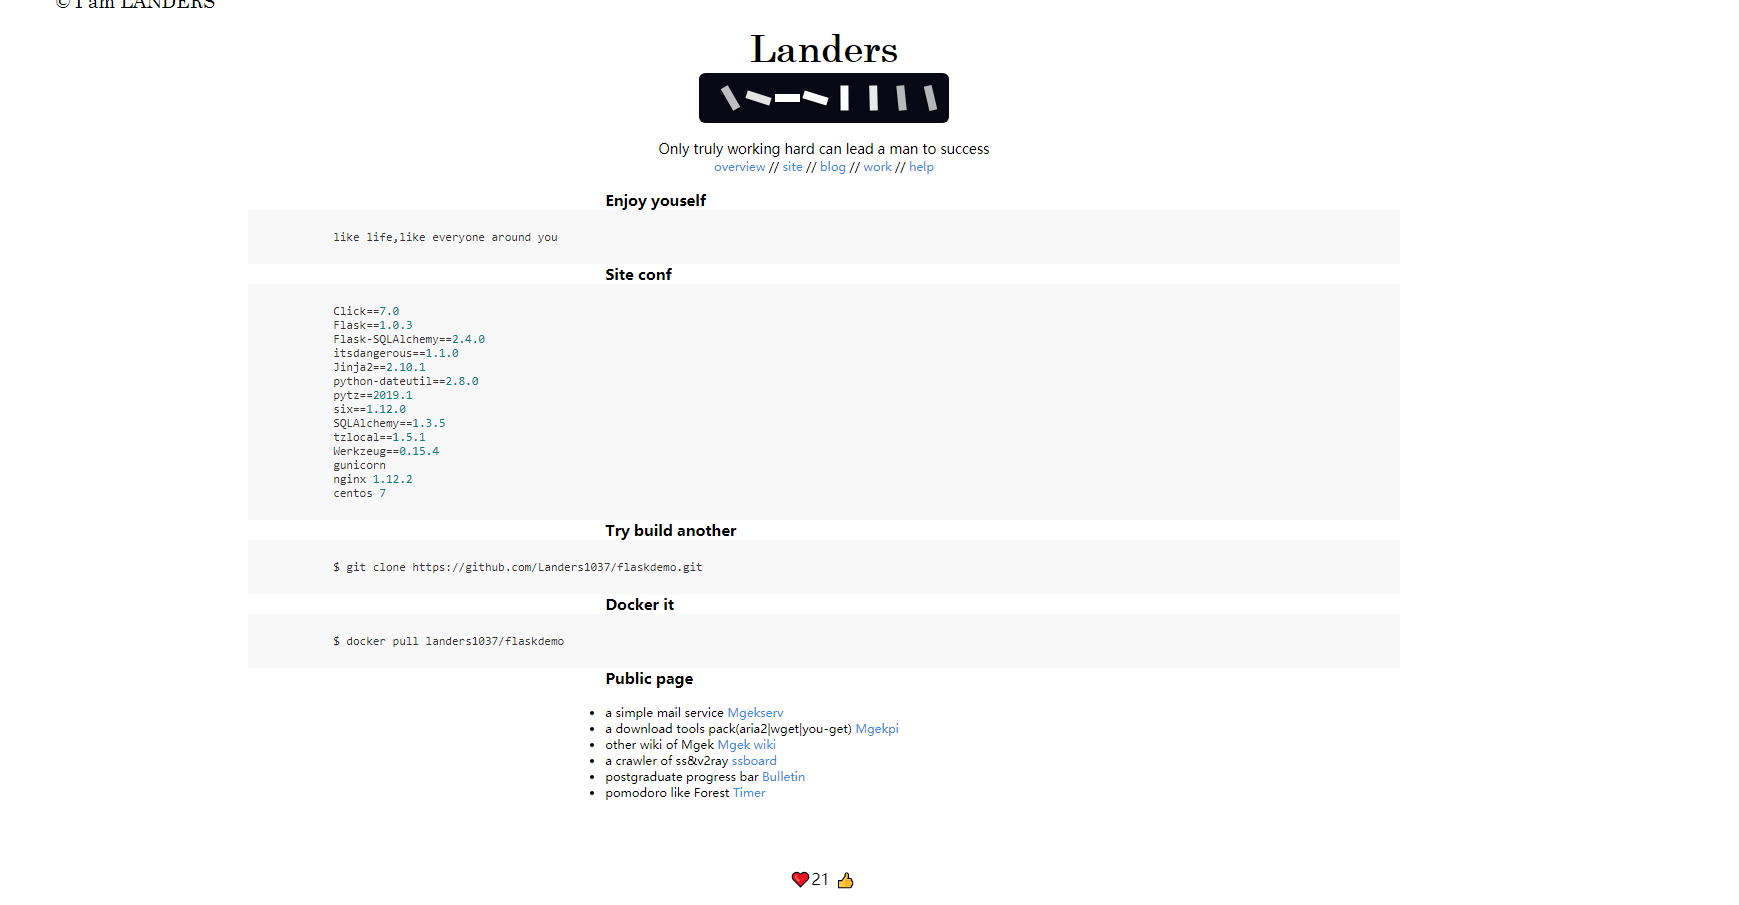 © I am LANDERS
Landers
Only truly working hard can lead a man to success
overview // site // blog // work // help
Enjoy youself
like life,like everyone around you
Site conf
Click==7.0
Flask==1.0.3
Flask-SQLAlchemy==2.4.0
itsdangerous==1.1.0
Jinja2==2.10.1
python-dateutil==2.8.0
pytz==2019.1
six==1.12.0
SQLAlchemy==1.3.5
tzlocal==1.5.1
Werkzeug==0.15.4
gunicorn
nginx 1.12.2
centos 7
Try build another
$ git clone https://github.com/Landers1037/flaskdemo.git
Docker it
$ docker pull landers1037/flaskdemo
Public page
• a simple mail service Mgekserv
• a download tools pack(aria2|wget|you-get) Mgekpi
• other wiki of Mgek Mgek wiki
• a crawler of ss&v2ray ssboard
• postgraduate progress bar Bulletin
• pomodoro like Forest Timer
❤️21 👍